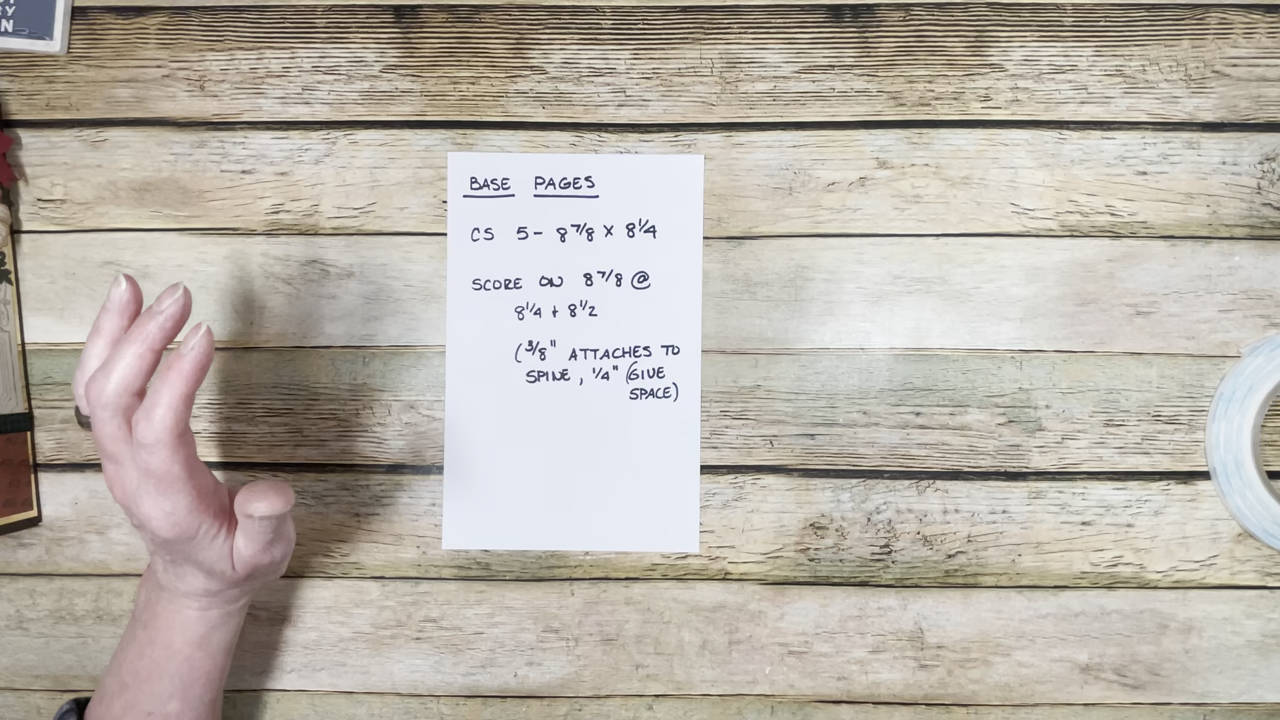 RY
N
BASE PAGES
CS 5- 8 7/8 X 8 1/4
SCORE ON 8 7/8 @
8 1/4 + 8 1/2
(3/8" ATTACHES TO
SPINE, 1/4" (GIVE
SPACE)